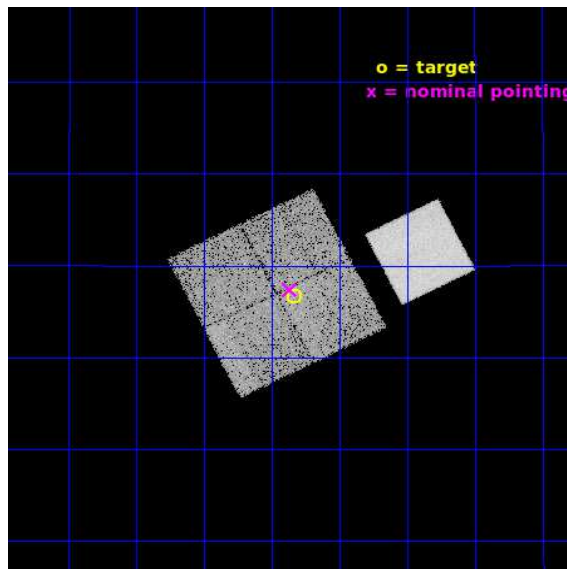 o = target
x = nominal pointing